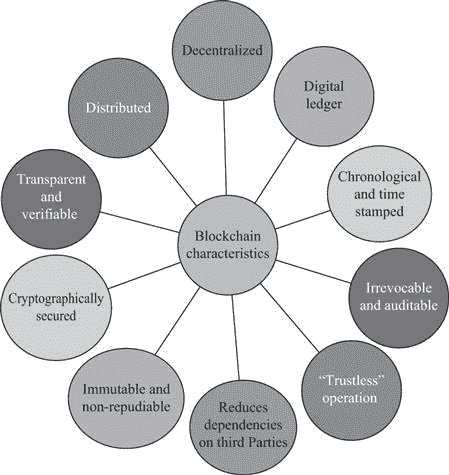 Decentralized
Digital
ledger
Chronological
and time
stamped
Irrevocable
and auditable
“Trustless”
operation
Reduces
dependencies
on third Parties
Immutable and
non-repudiable
Cryptographically
secured
Transparent
and
verifiable
Distributed
Blockchain
characteristics